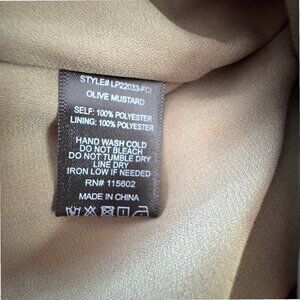 STYLE# LP22033-FOI
OLIVE MUSTARD
SELF: 100% POLYESTER
LINING: 100% POLYESTER
HAND WASH COLD
DO NOT BLEACH
DO NOT TUMBLE DRY
LINE DRY
IRON LOW IF NEEDED
RN# 115602
MADE IN CHINA